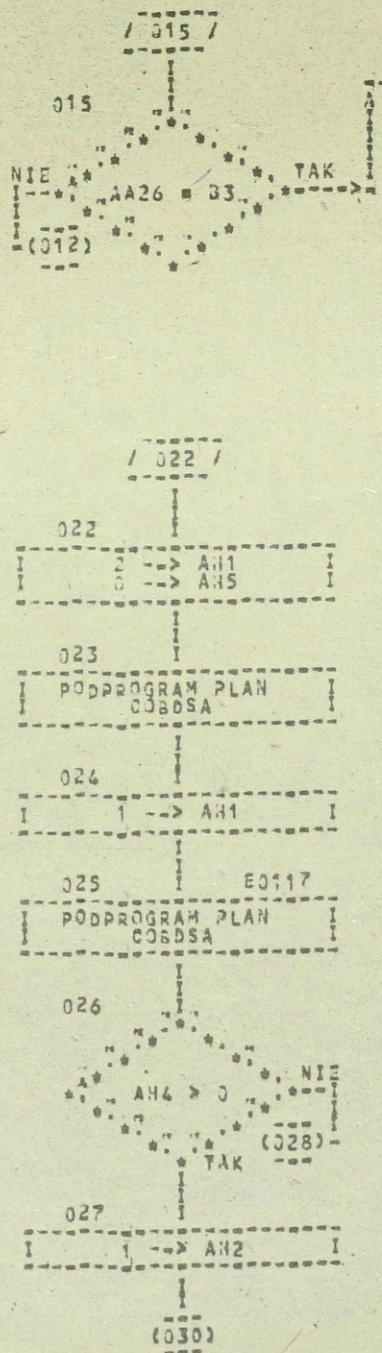 / 015 /
015
NIE
AA26 = B3
TAK
(012)
/ 022 /
022
2 --> AH1
0 --> AH5
023
PODPROGRAM PLAN
COBDSA
024
1 --> AH1
025 E0117
PODPROGRAM PLAN
COBDSA
026
NIE
AH4 > 0
(028)
TAK
027
1 --> AH2
(030)